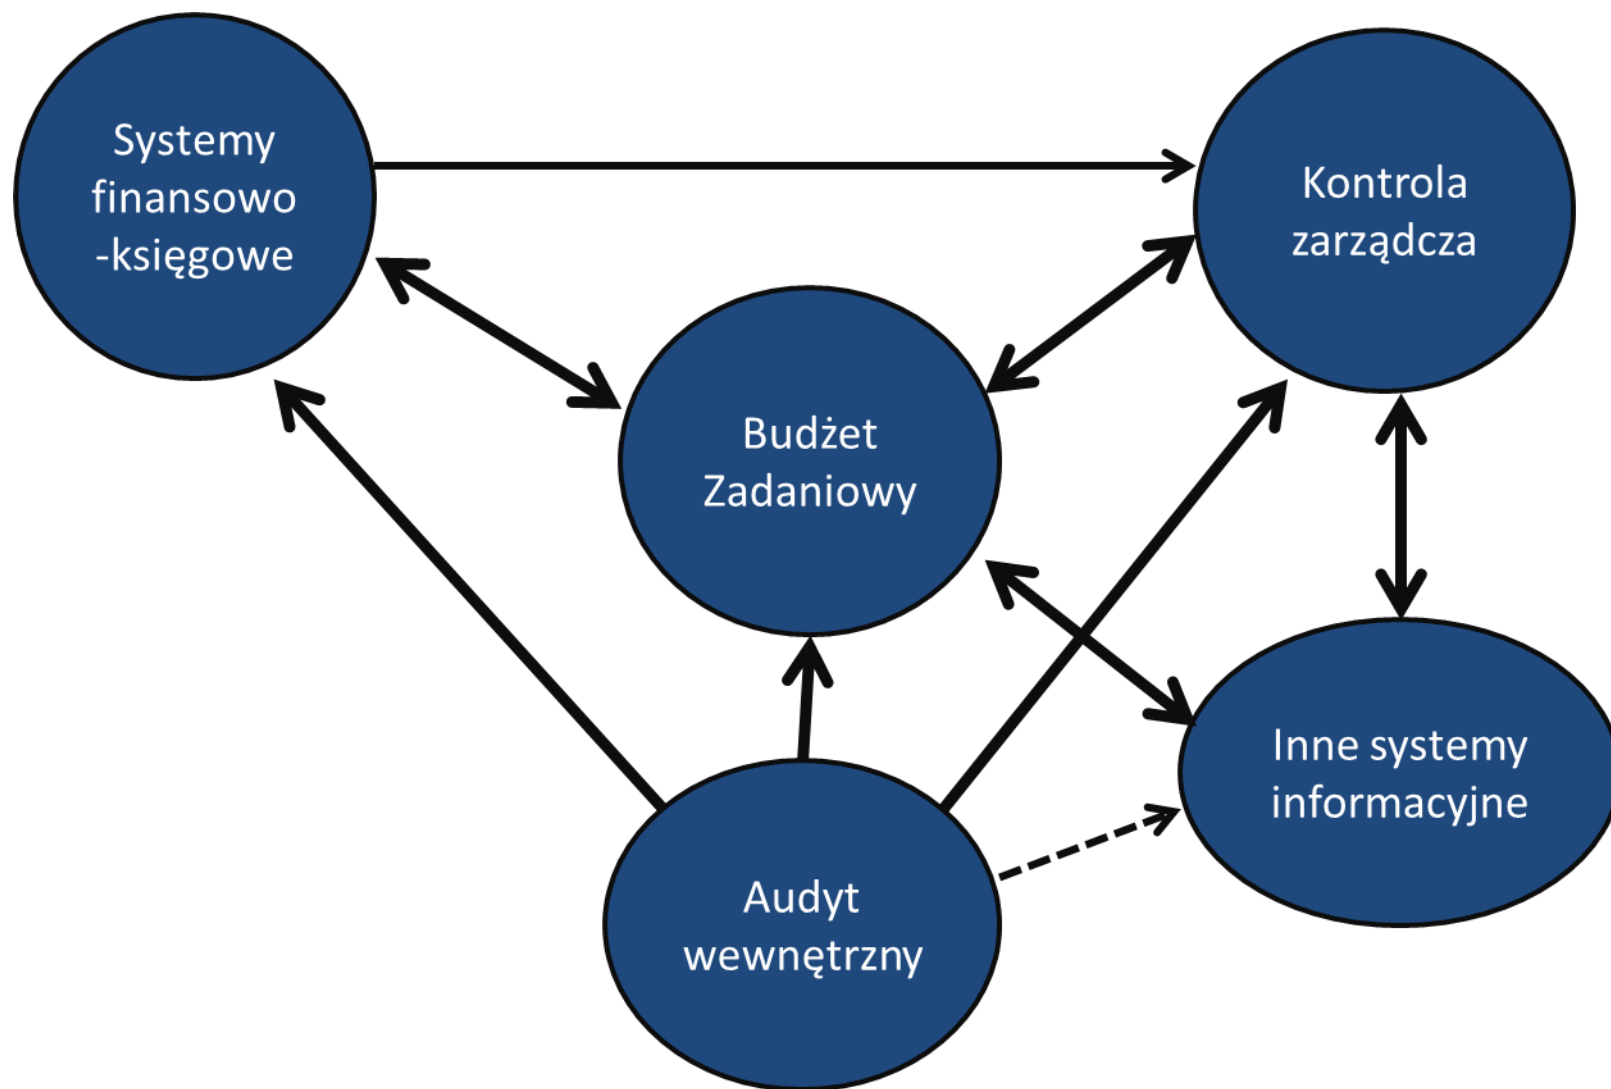 Systemy
finansowo
-księgowe
Kontrola
zarządcza
Budżet
Zadaniowy
Inne systemy
informacyjne
Audyt
wewnętrzny